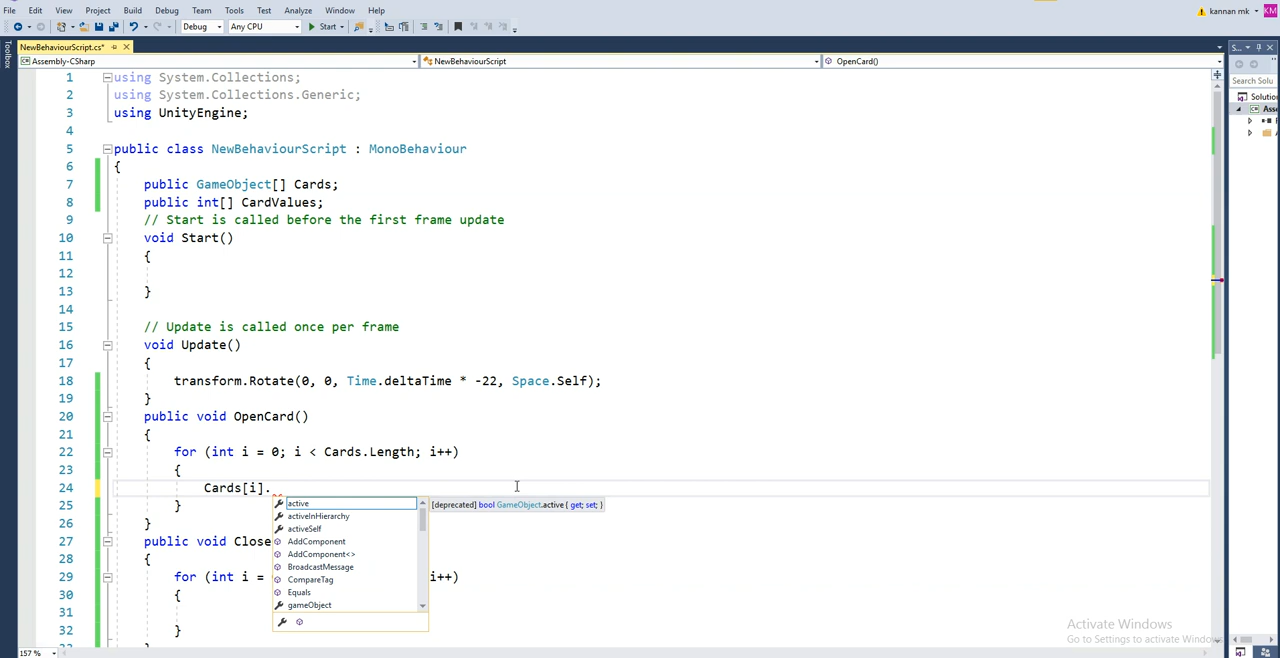 File Edit View Project Build Debug Team Tools Test Analyze Window Help kannan mk KM
Debug Any CPU Start
NewBehaviourScript.cs* S...
Toolbox
Assembly-CSharp NewBehaviourScript OpenCard()
Search Solu
Solution
Ass
1 using System.Collections;
2 using System.Collections.Generic;
3 using UnityEngine;
4
5 public class NewBehaviourScript : MonoBehaviour
6 {
7 public GameObject[] Cards;
8 public int[] CardValues;
9 // Start is called before the first frame update
10 void Start()
11 {
12
13 }
14
15 // Update is called once per frame
16 void Update()
17 {
18 transform.Rotate(0, 0, Time.deltaTime * -22, Space.Self);
19 }
20 public void OpenCard()
21 {
22 for (int i = 0; i < Cards.Length; i++)
23 {
24 Cards[i].
25 }
26 }
27 public void Close
28 {
29 for (int i = i++)
30 {
31
32 }
active
activeInHierarchy
activeSelf
AddComponent
AddComponent<>
BroadcastMessage
CompareTag
Equals
gameObject
[deprecated] bool GameObject.active { get; set; }
Activate Windows
Go to Settings to activate Windows
157 %